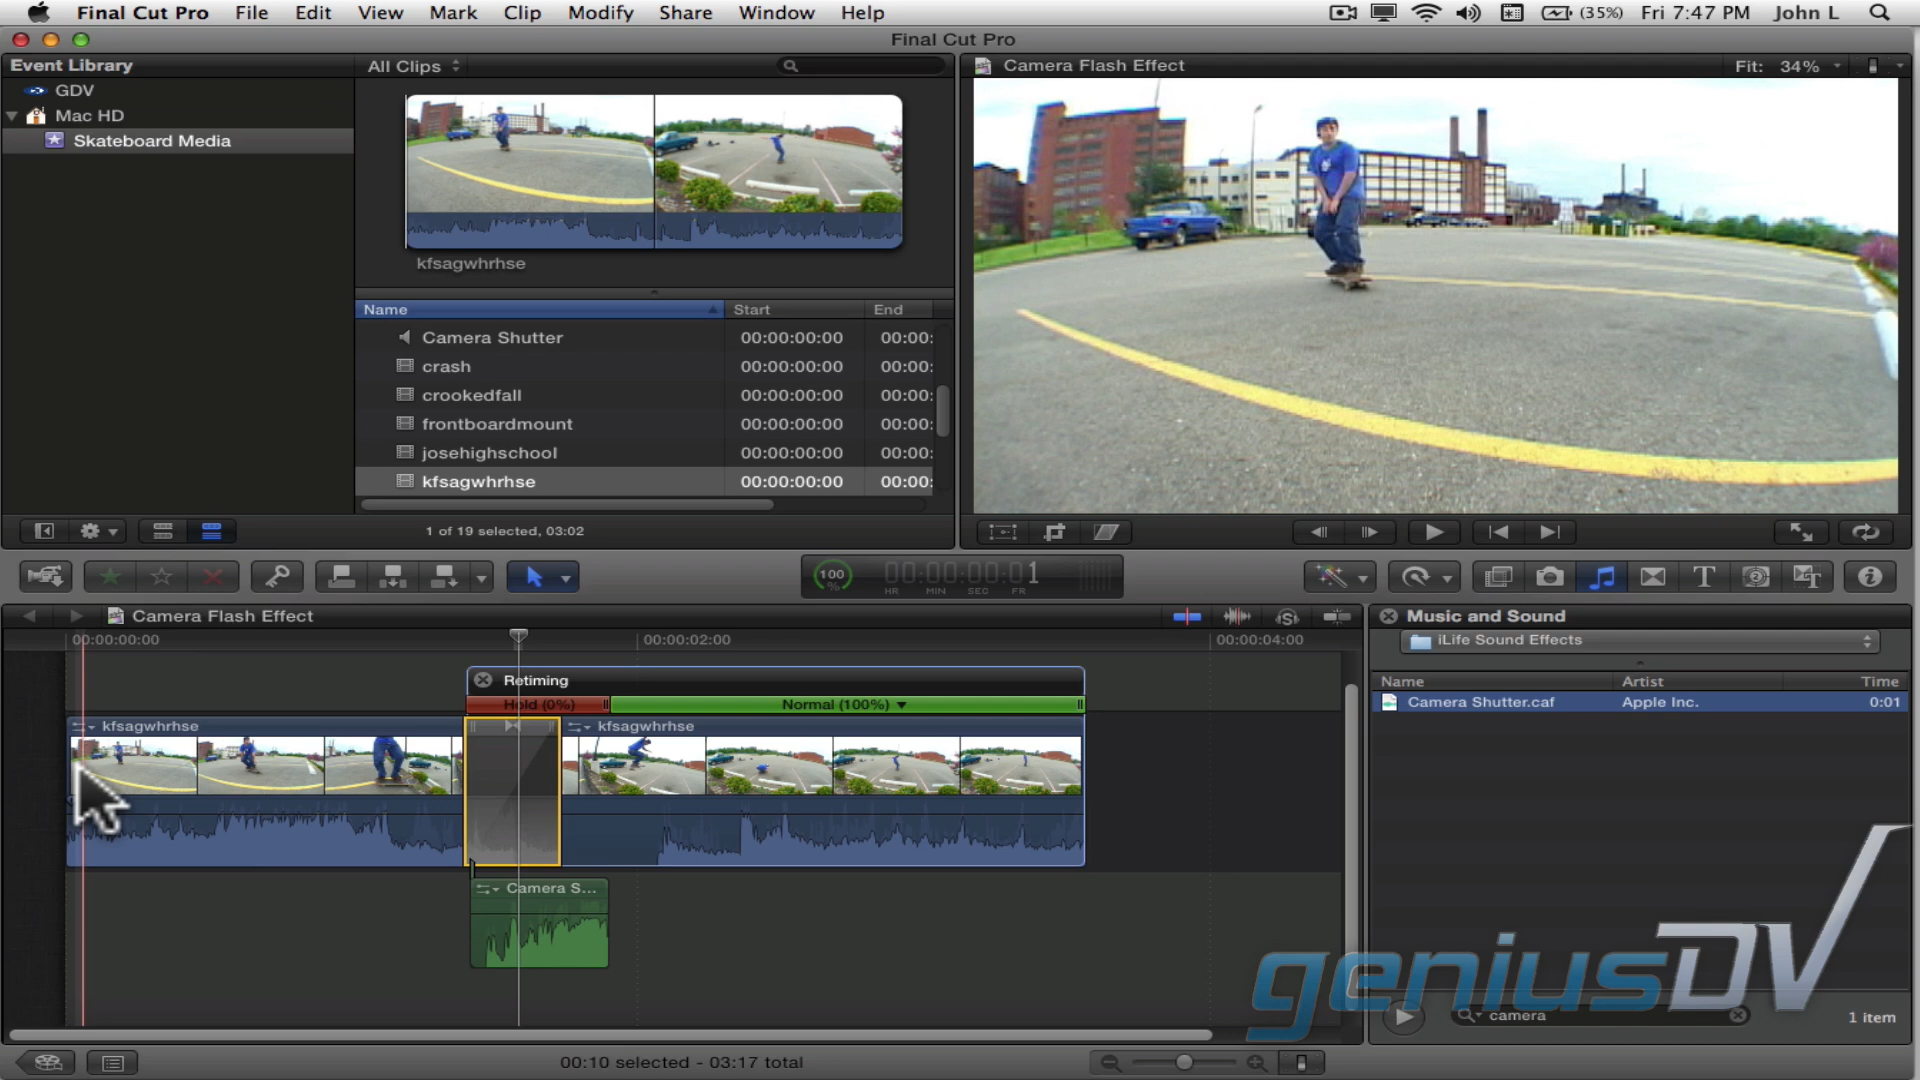 Final Cut Pro File Edit View Mark Clip Modify Share Window Help (35%) Fri 7:47 PM John L
Final Cut Pro
Event Library
GDV
Mac HD
Skateboard Media
All Clips
kfsagwhrhse
Name Start End
Camera Shutter 00:00:00:00 00:00:
crash 00:00:00:00 00:00:
crookedfall 00:00:00:00 00:00:
frontboardmount 00:00:00:00 00:00:
josehighschool 00:00:00:00 00:00:
kfsagwhrhse 00:00:00:00 00:00:
1 of 19 selected, 03:02
Camera Flash Effect
Fit: 34%
100
%
00:00:00:01
HR MIN SEC FR
Camera Flash Effect
00:00:00:00 00:00:02:00 00:00:04:00
Retiming
Hold (0%) Normal (100%)
kfsagwhrhse kfsagwhrhse
Camera S...
00:10 selected - 03:17 total
Music and Sound
iLife Sound Effects
Name Artist Time
Camera Shutter.caf Apple Inc. 0:01
geniusDV
camera
1 item